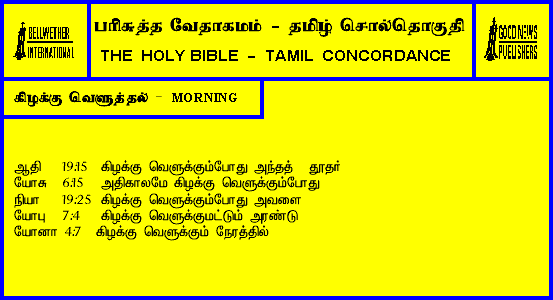 BELLWETHER
INTERNATIONAL
பரிசுத்த வேதாகமம் - தமிழ் சொல்தொகுதி
THE HOLY BIBLE - TAMIL CONCORDANCE
GOOD NEWS
PUBLISHERS
கிழக்கு வெளுத்தல் - MORNING
ஆதி 19:15 கிழக்கு வெளுக்கும்போது அந்தத் தூதர்
யோசு 6:15 அதிகாலமே கிழக்கு வெளுக்கும்போது
நியா 19:25 கிழக்கு வெளுக்கும்போது அவளை
யோபு 7:4 கிழக்கு வெளுக்குமட்டும் அரண்டு
யோனா 4:7 கிழக்கு வெளுக்கும் நேரத்தில்